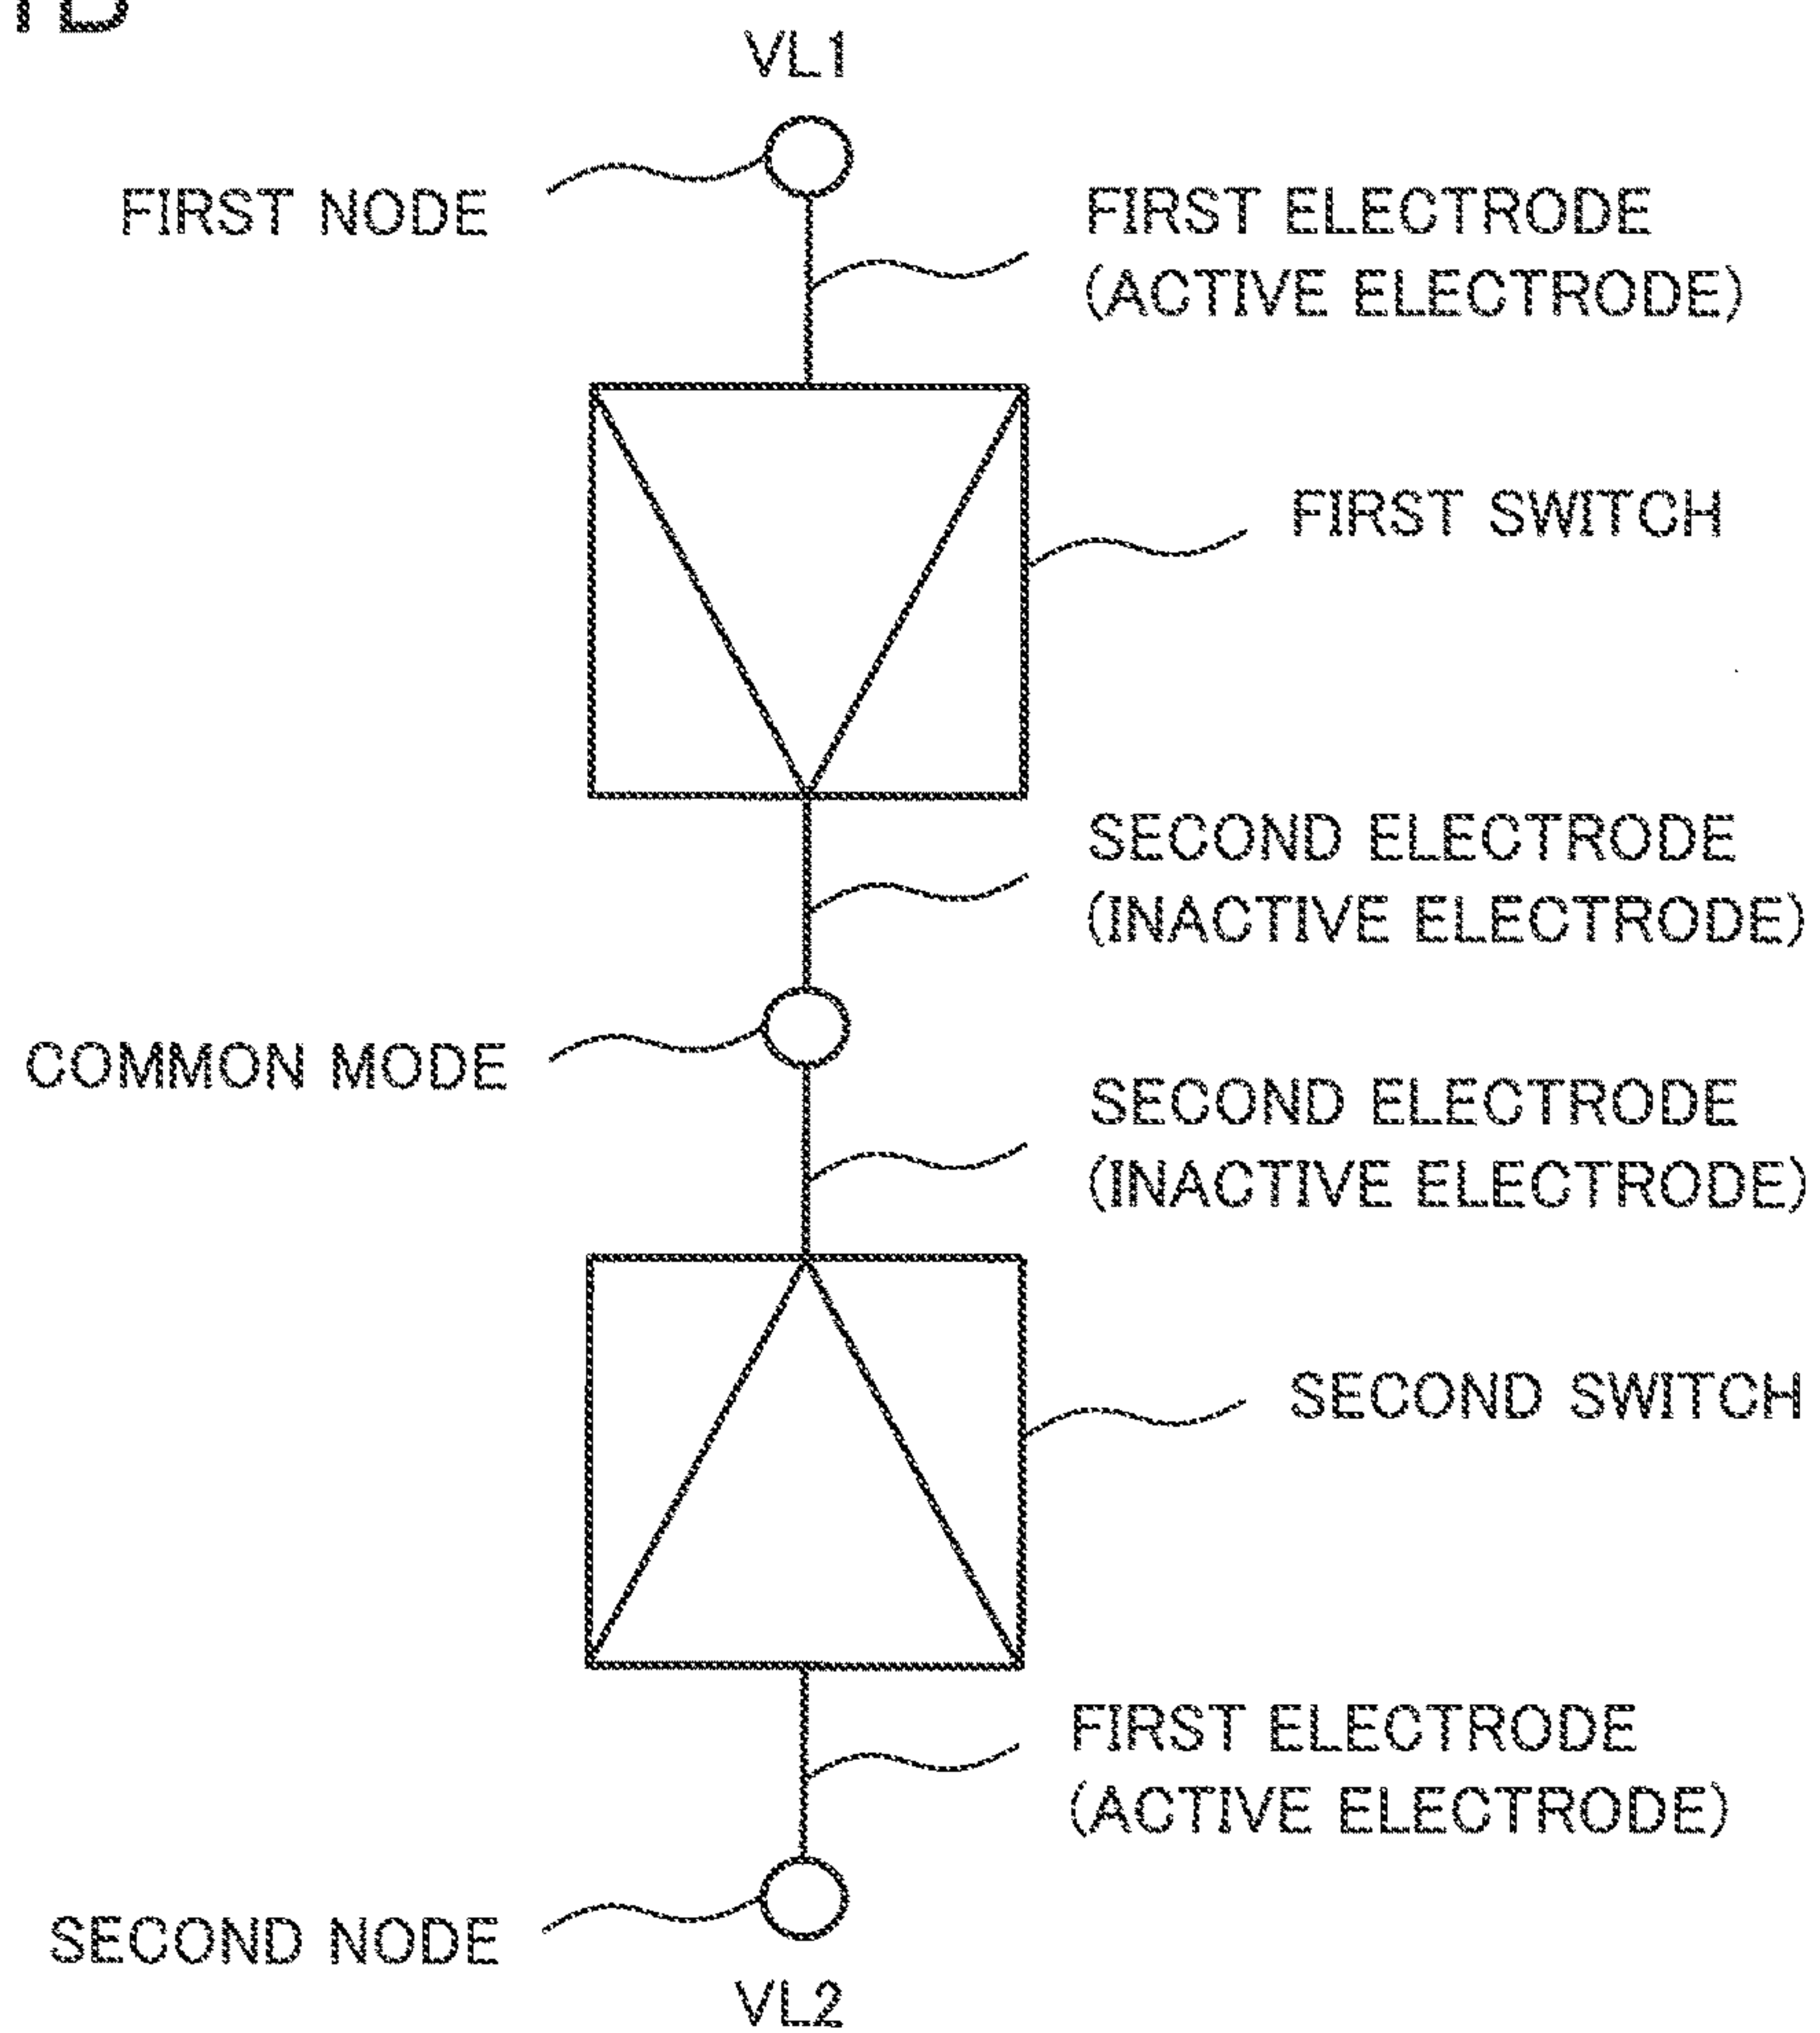 VL1
FIRST NODE
FIRST ELECTRODE
(ACTIVE ELECTRODE)
FIRST SWITCH
SECOND ELECTRODE
(INACTIVE ELECTRODE)
COMMON MODE
SECOND ELECTRODE
(INACTIVE ELECTRODE)
SECOND SWITCH
FIRST ELECTRODE
(ACTIVE ELECTRODE)
SECOND NODE
VL2